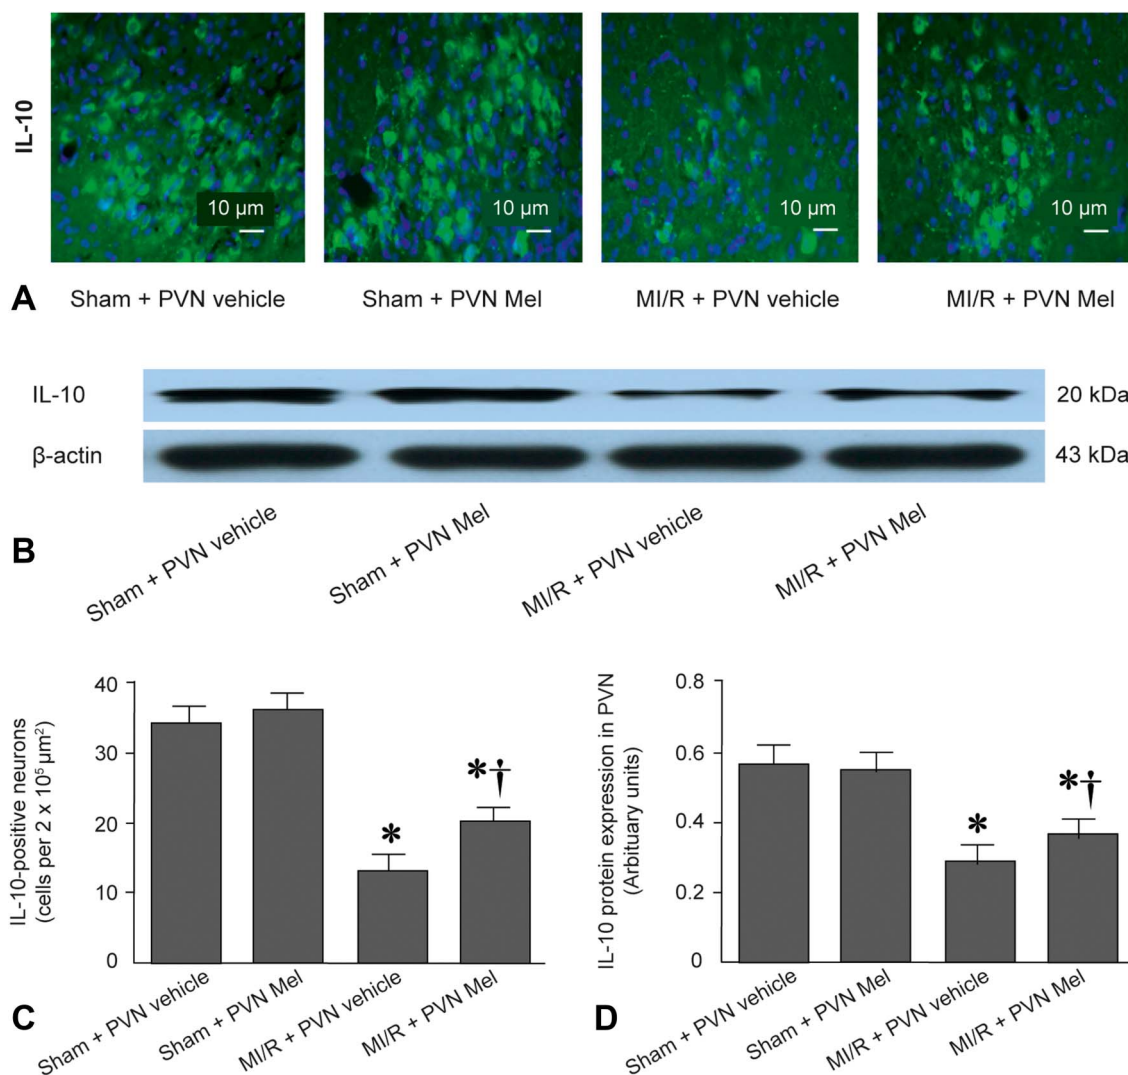 A
IL-10
10 µm
10 µm
10 µm
10 µm
Sham + PVN vehicle
Sham + PVN Mel
MI/R + PVN vehicle
MI/R + PVN Mel
IL-10
20 kDa
β-actin
43 kDa
B
Sham + PVN vehicle
Sham + PVN Mel
MI/R + PVN vehicle
MI/R + PVN Mel
IL-10-positive neurons
(cells per 2 x 10⁵ µm²)
40
30
20
10
0
*
*†
Sham + PVN vehicle
Sham + PVN Mel
MI/R + PVN vehicle
MI/R + PVN Mel
C
IL-10 protein expression in PVN
(Arbituary units)
0.8
0.6
0.4
0.2
0
*
*†
Sham + PVN vehicle
Sham + PVN Mel
MI/R + PVN vehicle
MI/R + PVN Mel
D